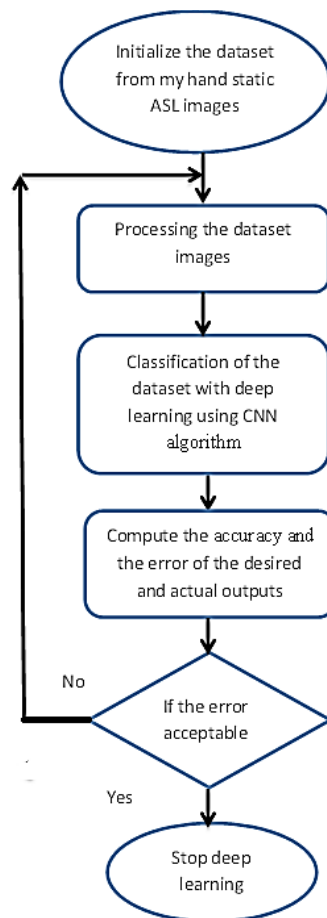 Initialize the dataset
from my hand static
ASL images
Processing the dataset
images
Classification of the
dataset with deep
learning using CNN
algorithm
Compute the accuracy and
the error of the desired
and actual outputs
No
If the error
acceptable
Yes
Stop deep
learning